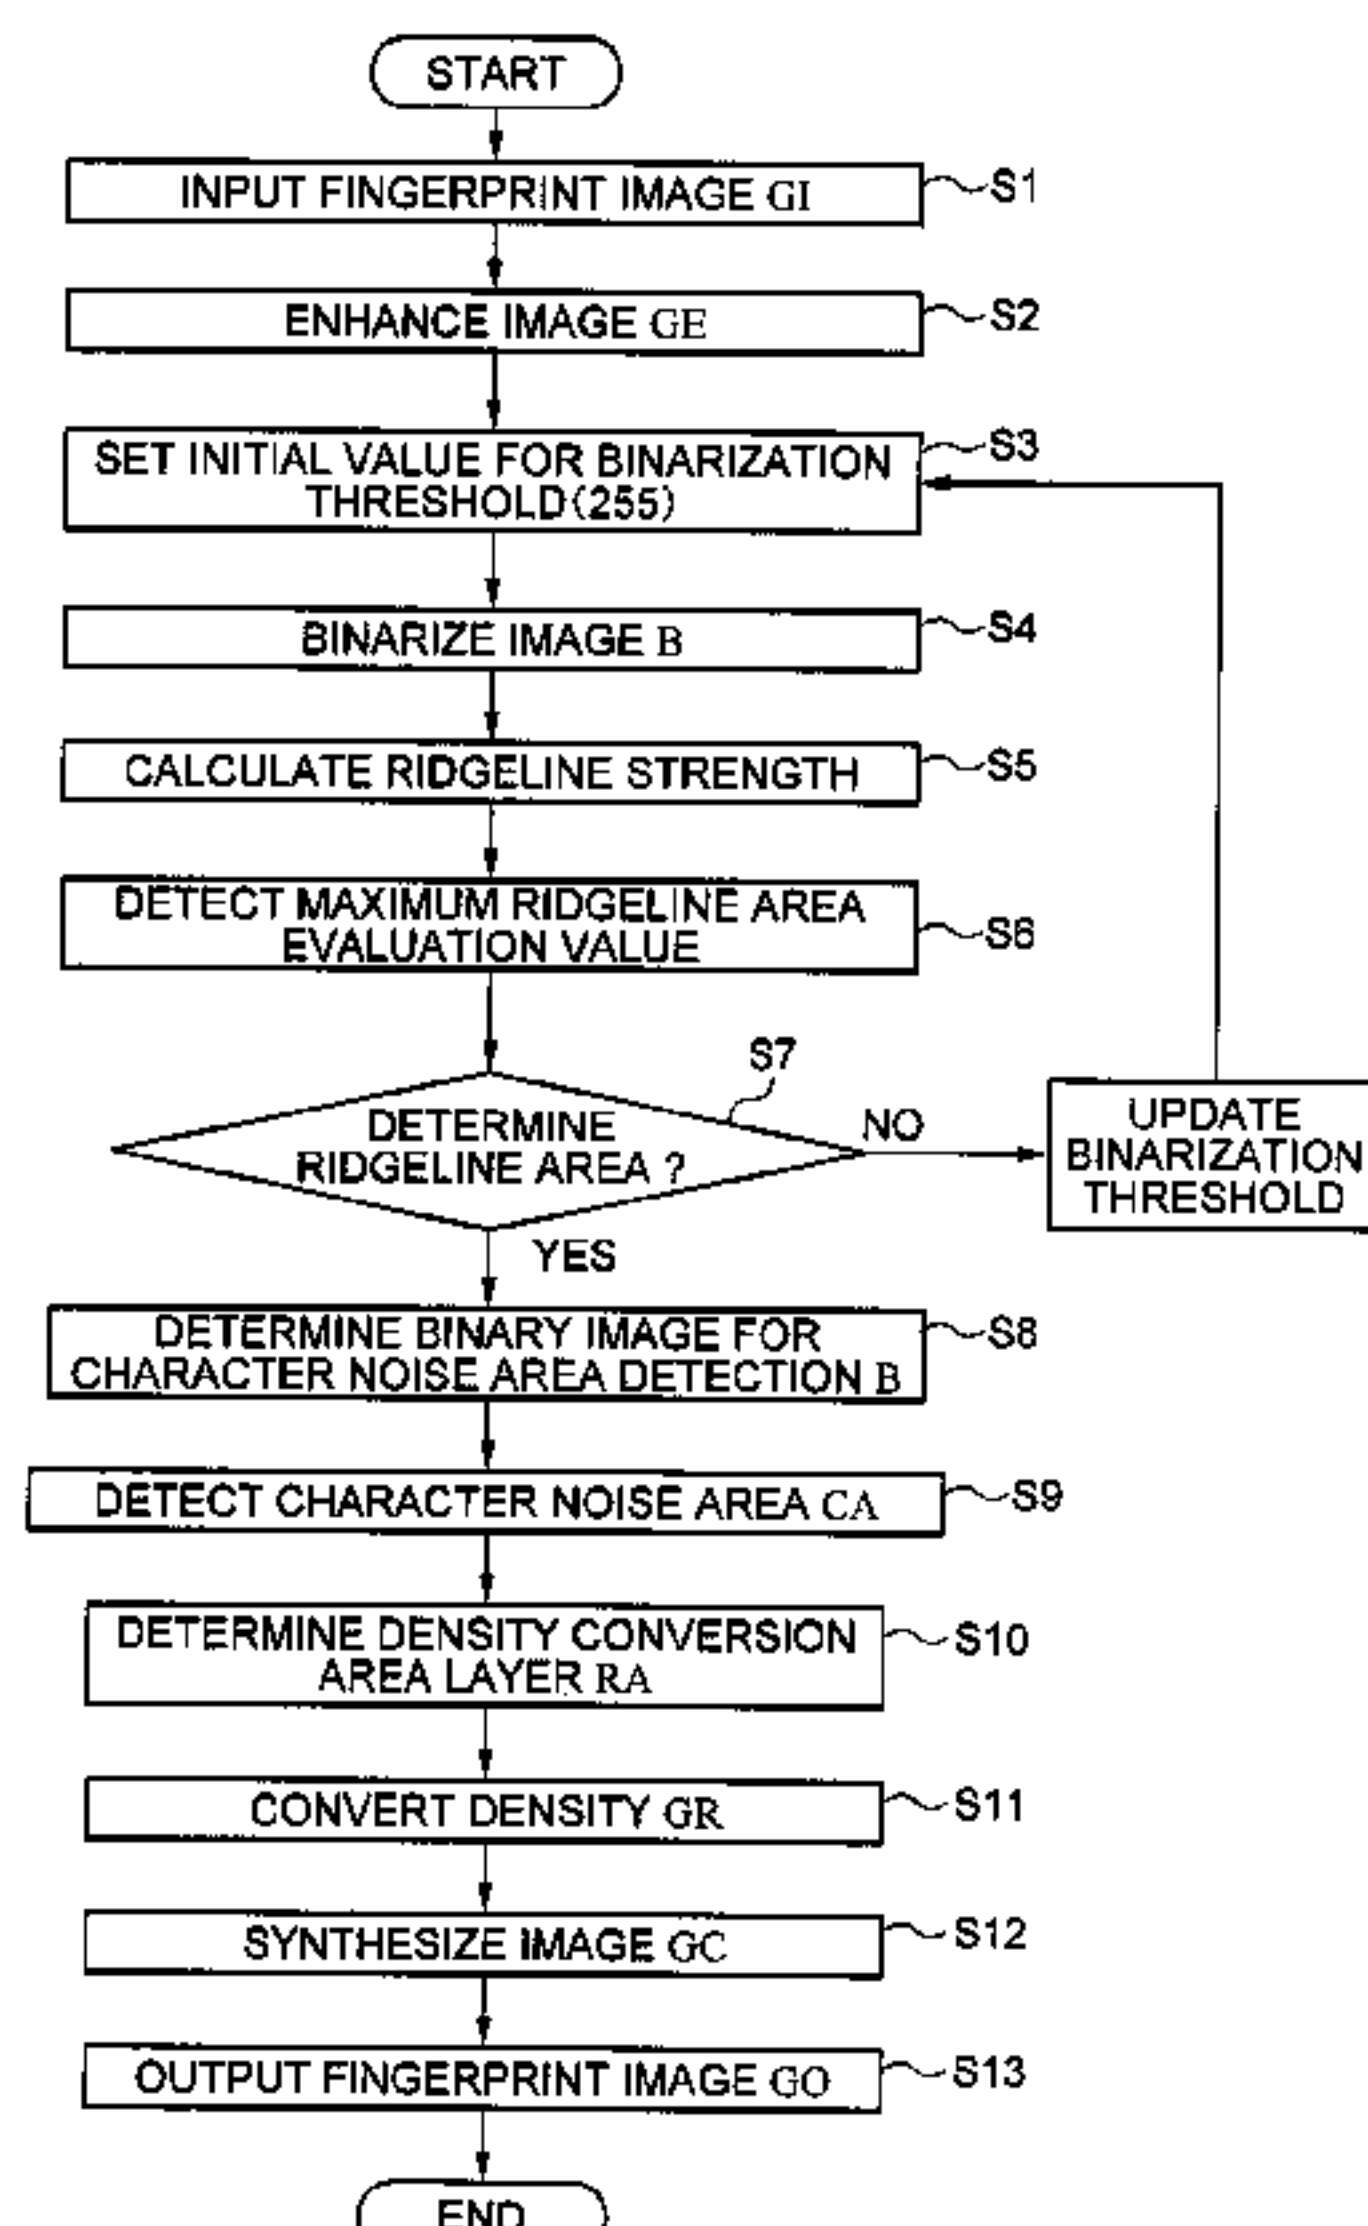 START
INPUT FINGERPRINT IMAGE GI
S1
ENHANCE IMAGE GE
S2
SET INITIAL VALUE FOR BINARIZATION
THRESHOLD(255)
S3
BINARIZE IMAGE B
S4
CALCULATE RIDGELINE STRENGTH
S5
DETECT MAXIMUM RIDGELINE AREA
EVALUATION VALUE
S6
S7
DETERMINE
RIDGELINE AREA ?
NO
UPDATE
BINARIZATION
THRESHOLD
YES
DETERMINE BINARY IMAGE FOR
CHARACTER NOISE AREA DETECTION B
S8
DETECT CHARACTER NOISE AREA CA
S9
DETERMINE DENSITY CONVERSION
AREA LAYER RA
S10
CONVERT DENSITY GR
S11
SYNTHESIZE IMAGE GC
S12
OUTPUT FINGERPRINT IMAGE GO
S13
END